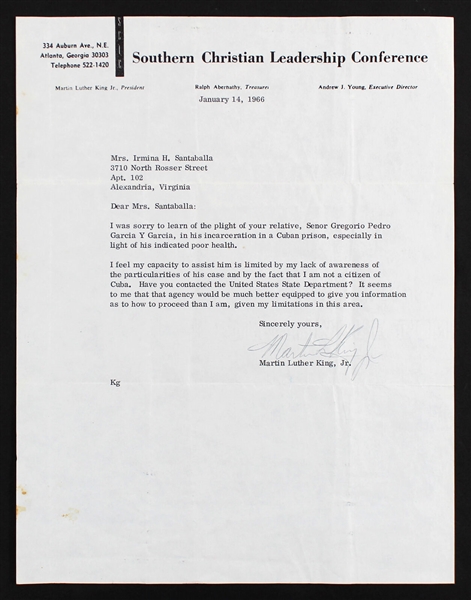 334 Auburn Ave., N.E.
Atlanta, Georgia 30303
Telephone 522-1420
SCLC
Southern Christian Leadership Conference
Martin Luther King Jr., President Ralph Abernathy, Treasurer Andrew J. Young, Executive Director
January 14, 1966
Mrs. Irmina H. Santaballa
3710 North Rosser Street
Apt. 102
Alexandria, Virginia
Dear Mrs. Santaballa:
I was sorry to learn of the plight of your relative, Senor Gregorio Pedro
Garcia Y Garcia, in his incarceration in a Cuban prison, especially in
light of his indicated poor health.
I feel my capacity to assist him is limited by my lack of awareness of
the particularities of his case and by the fact that I am not a citizen of
Cuba. Have you contacted the United States State Department? It seems
to me that that agency would be much better equipped to give you information
as to how to proceed than I am, given my limitations in this area.
Sincerely yours,
Martin L King Jr
Martin Luther King, Jr.
Kg